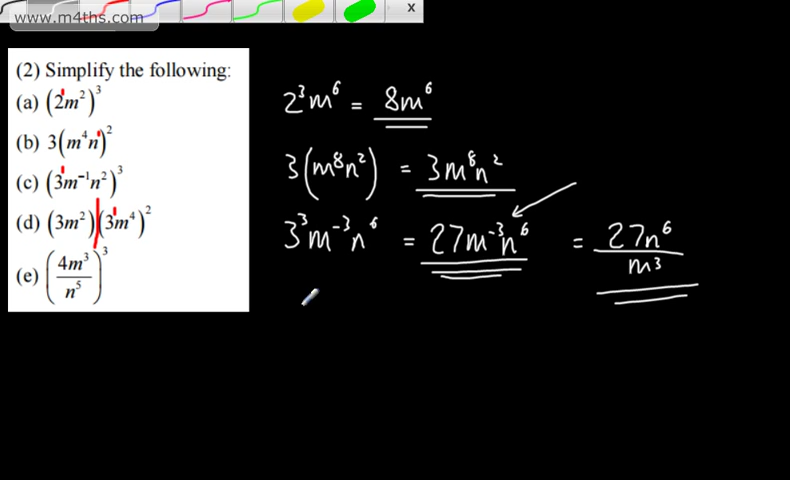 www.m4ths.com
x
(2) Simplify the following:
(a) (2m²)³
(b) 3(m⁴n)²
(c) (3m⁻¹n²)³
(d) (3m²)(3m⁴)²
(e) (4m³/n⁵)³
2³m⁶ = 8m⁶
3(m⁸n²) = 3m⁸n²
3³m⁻³n⁶ = 27m⁻³n⁶ = 27n⁶/m³